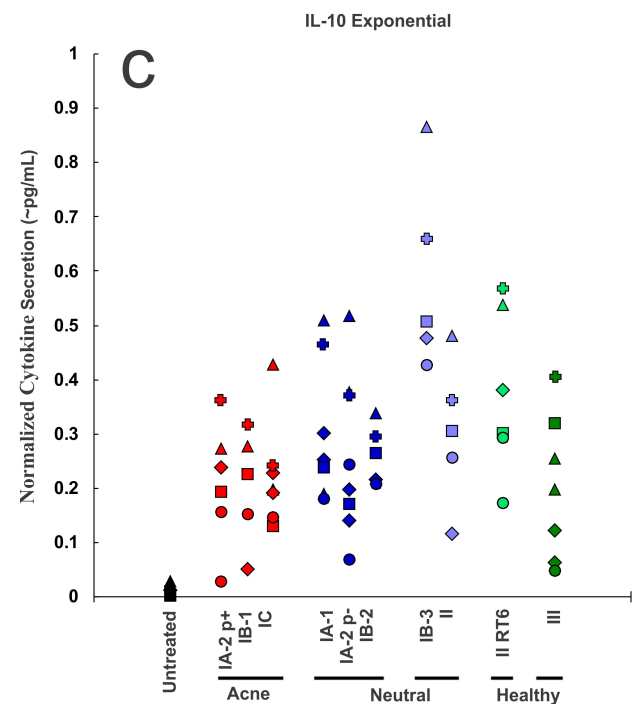 IL-10 Exponential
C
Normalized Cytokine Secretion (~pg/mL)
1
0.9
0.8
0.7
0.6
0.5
0.4
0.3
0.2
0.1
0
Untreated
IA-2 p+
IB-1
IC
IA-1
IA-2 p-
IB-2
IB-3
II
II RT6
III
Acne
Neutral
Healthy